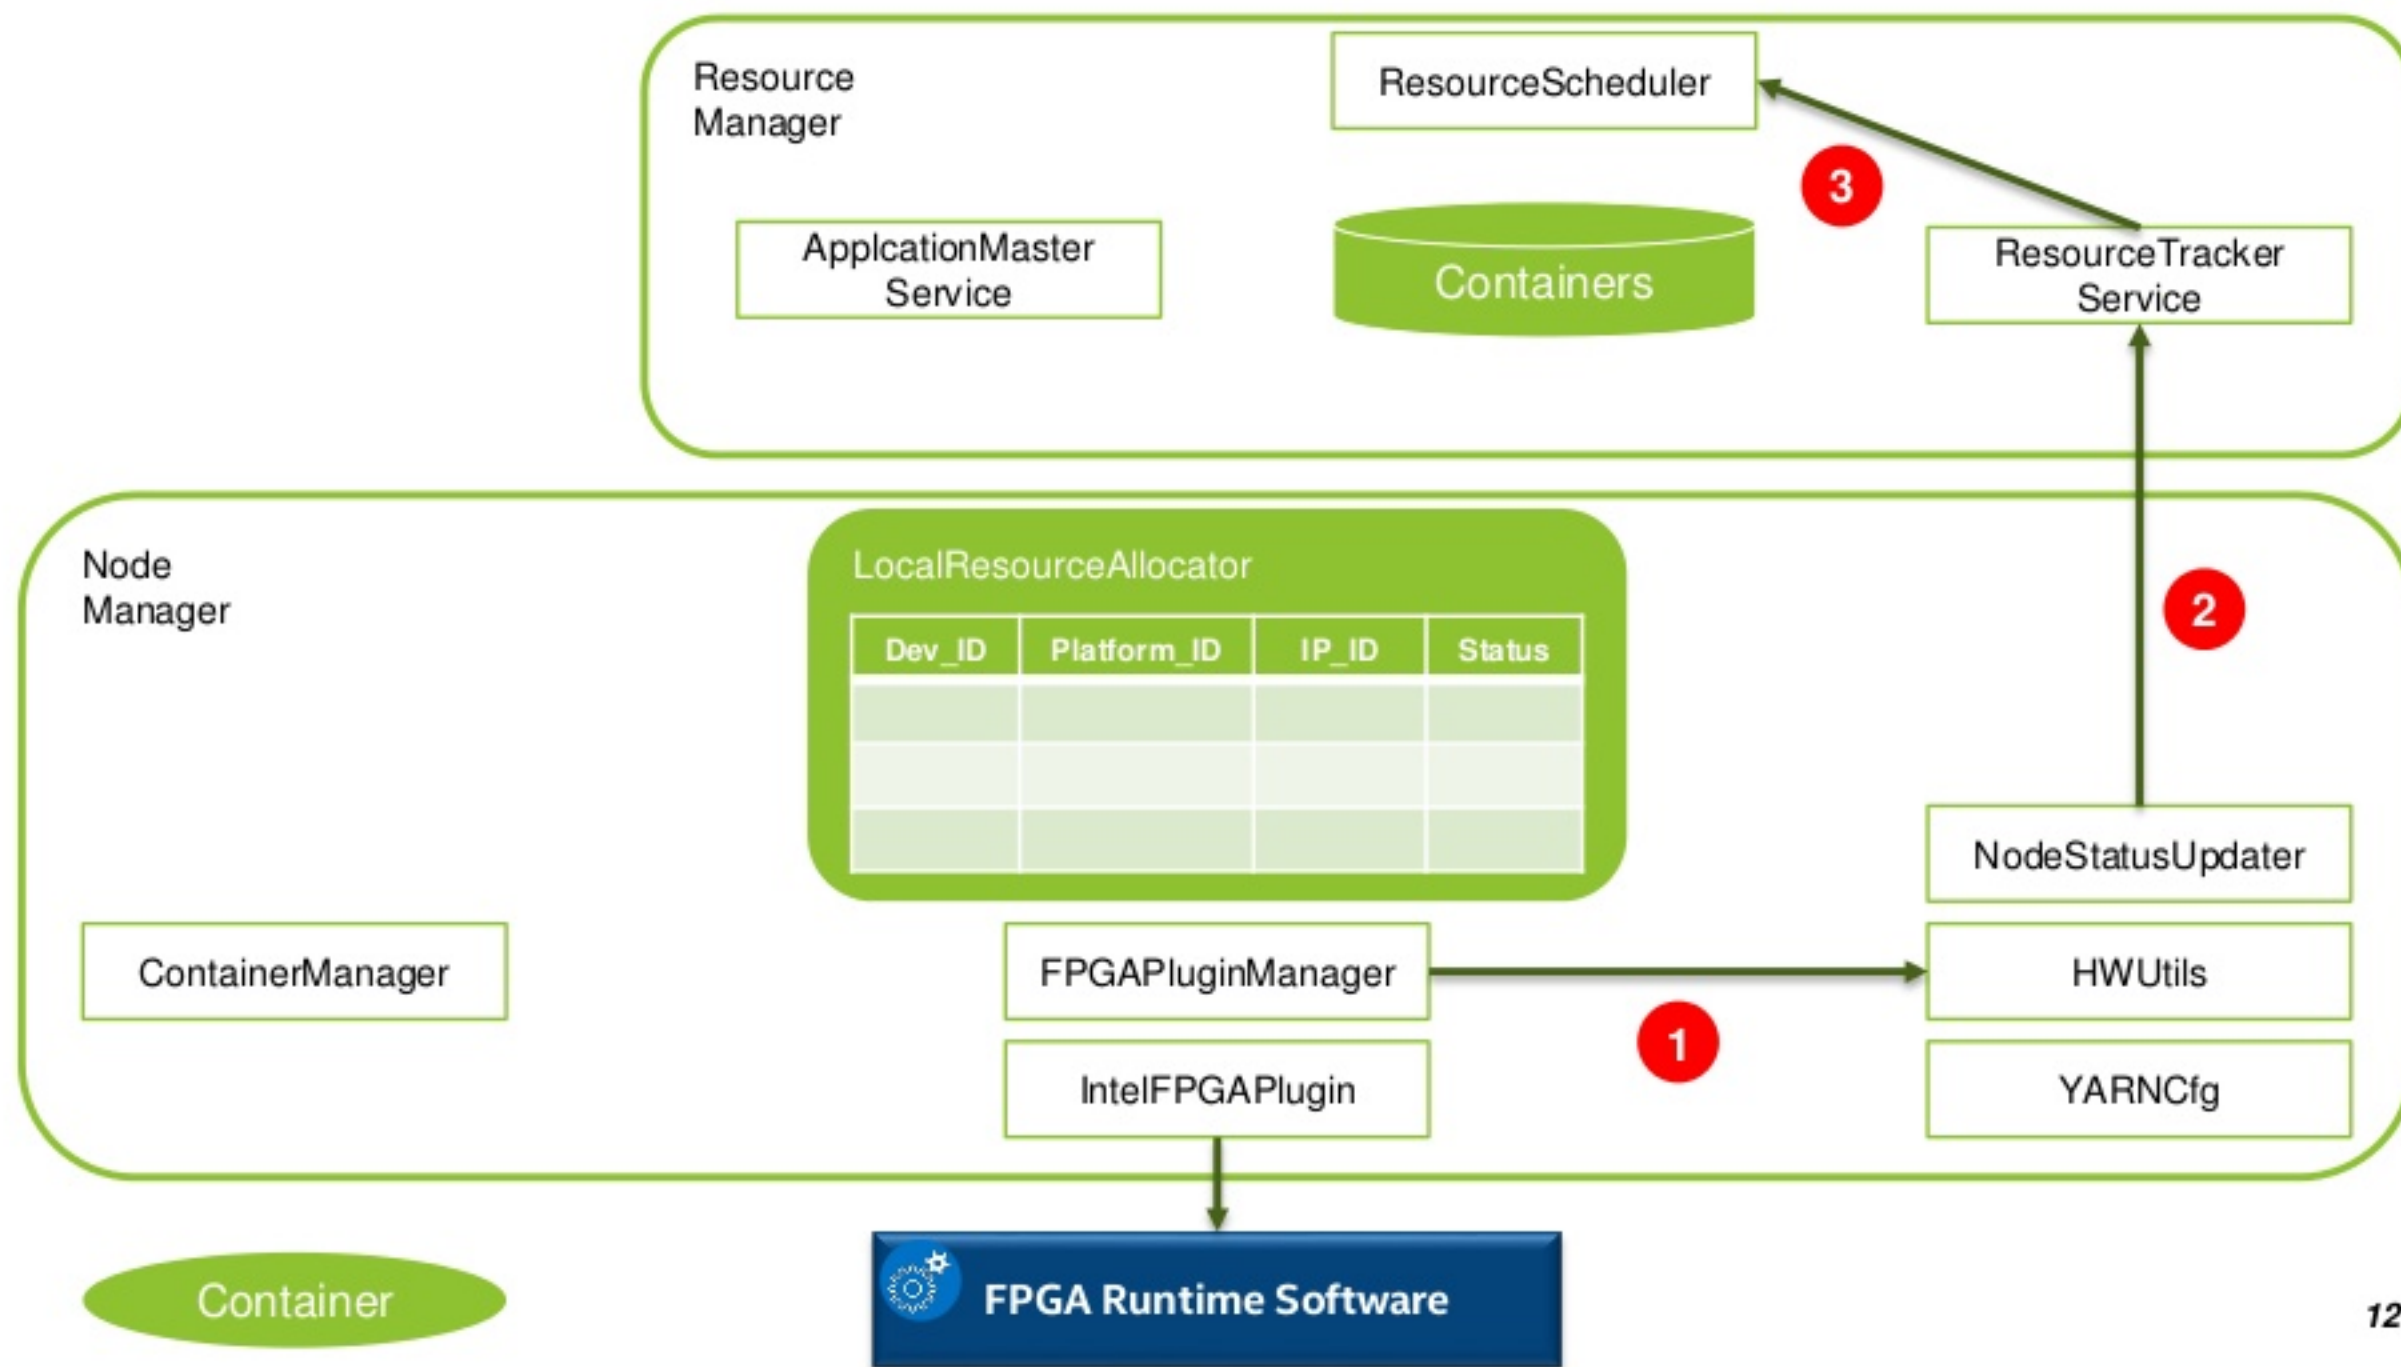 Resource
Manager
ResourceScheduler
3
ApplcationMaster
Service
Containers
ResourceTracker
Service
Node
Manager
LocalResourceAllocator
Dev_ID Platform_ID IP_ID Status
2
NodeStatusUpdater
ContainerManager
FPGAPluginManager
HWUtils
1
IntelFPGAPlugin
YARNCfg
Container
FPGA Runtime Software
12